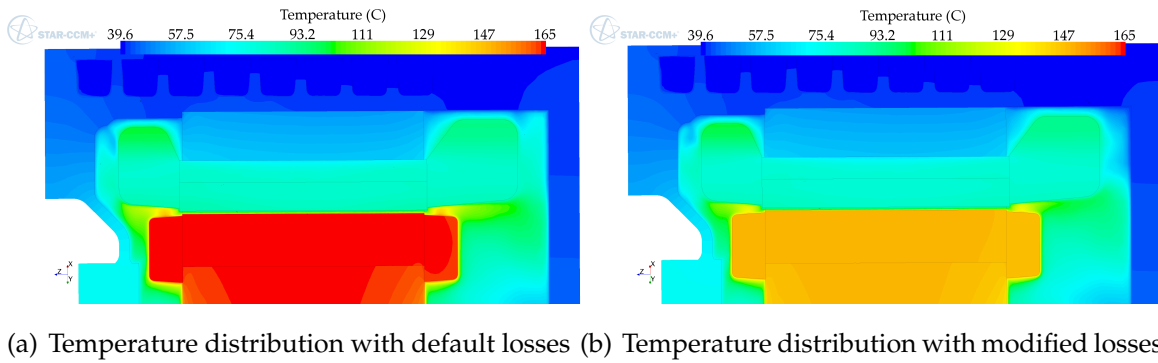 Temperature (C)
STAR-CCM+ 39.6 57.5 75.4 93.2 111 129 147 165
Temperature (C)
STAR-CCM+ 39.6 57.5 75.4 93.2 111 129 147 165
Z X Y
Z X Y
(a) Temperature distribution with default losses (b) Temperature distribution with modified losses